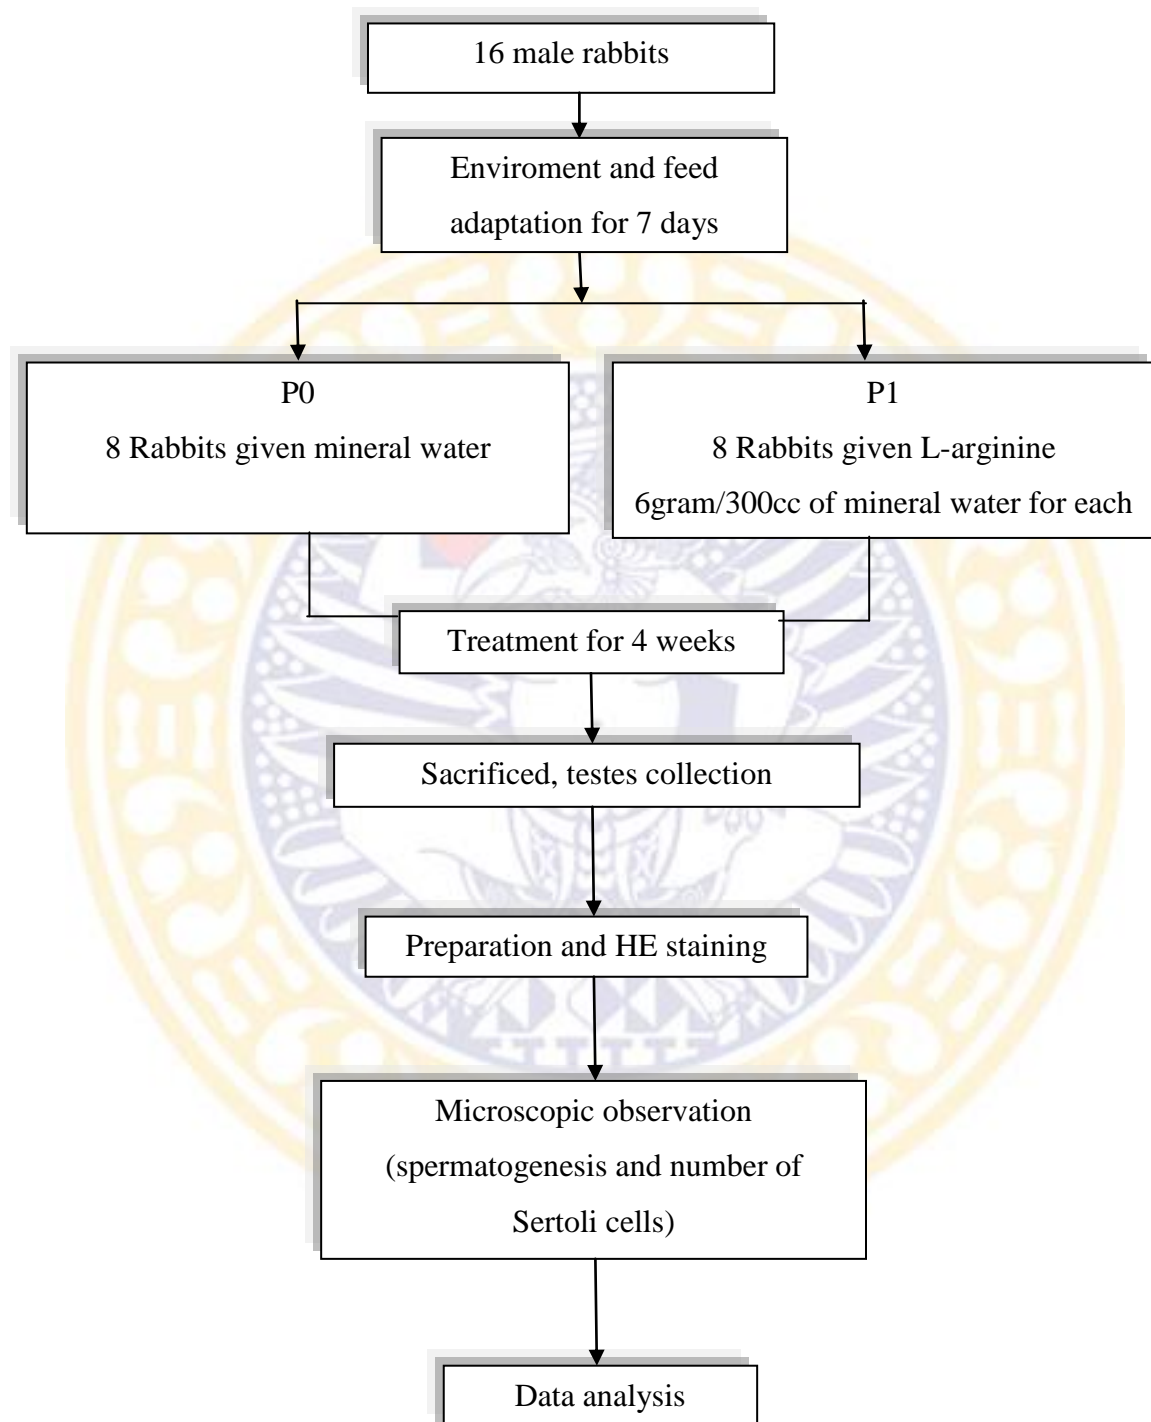 16 male rabbits
Enviroment and feed
adaptation for 7 days
P0
8 Rabbits given mineral water
P1
8 Rabbits given L-arginine
6gram/300cc of mineral water for each
Treatment for 4 weeks
Sacrificed, testes collection
Preparation and HE staining
Microscopic observation
(spermatogenesis and number of
Sertoli cells)
Data analysis